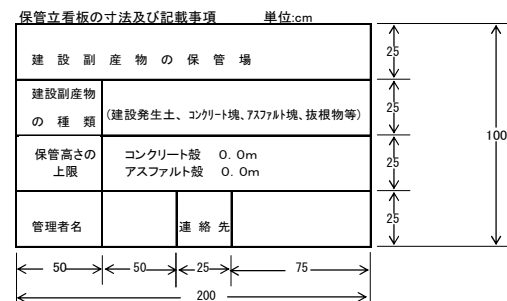 保管立看板の寸法及び記載事項 単位:cm
建設副産物の保管場
建設副産物
の種類
(建設発生土、コンクリート塊、アスファルト塊、抜根物等)
保管高さの
上限
コンクリート殻 0.0m
アスファルト殻 0.0m
管理者名
連絡先
25
25
25
25
100
50
50
25
75
200